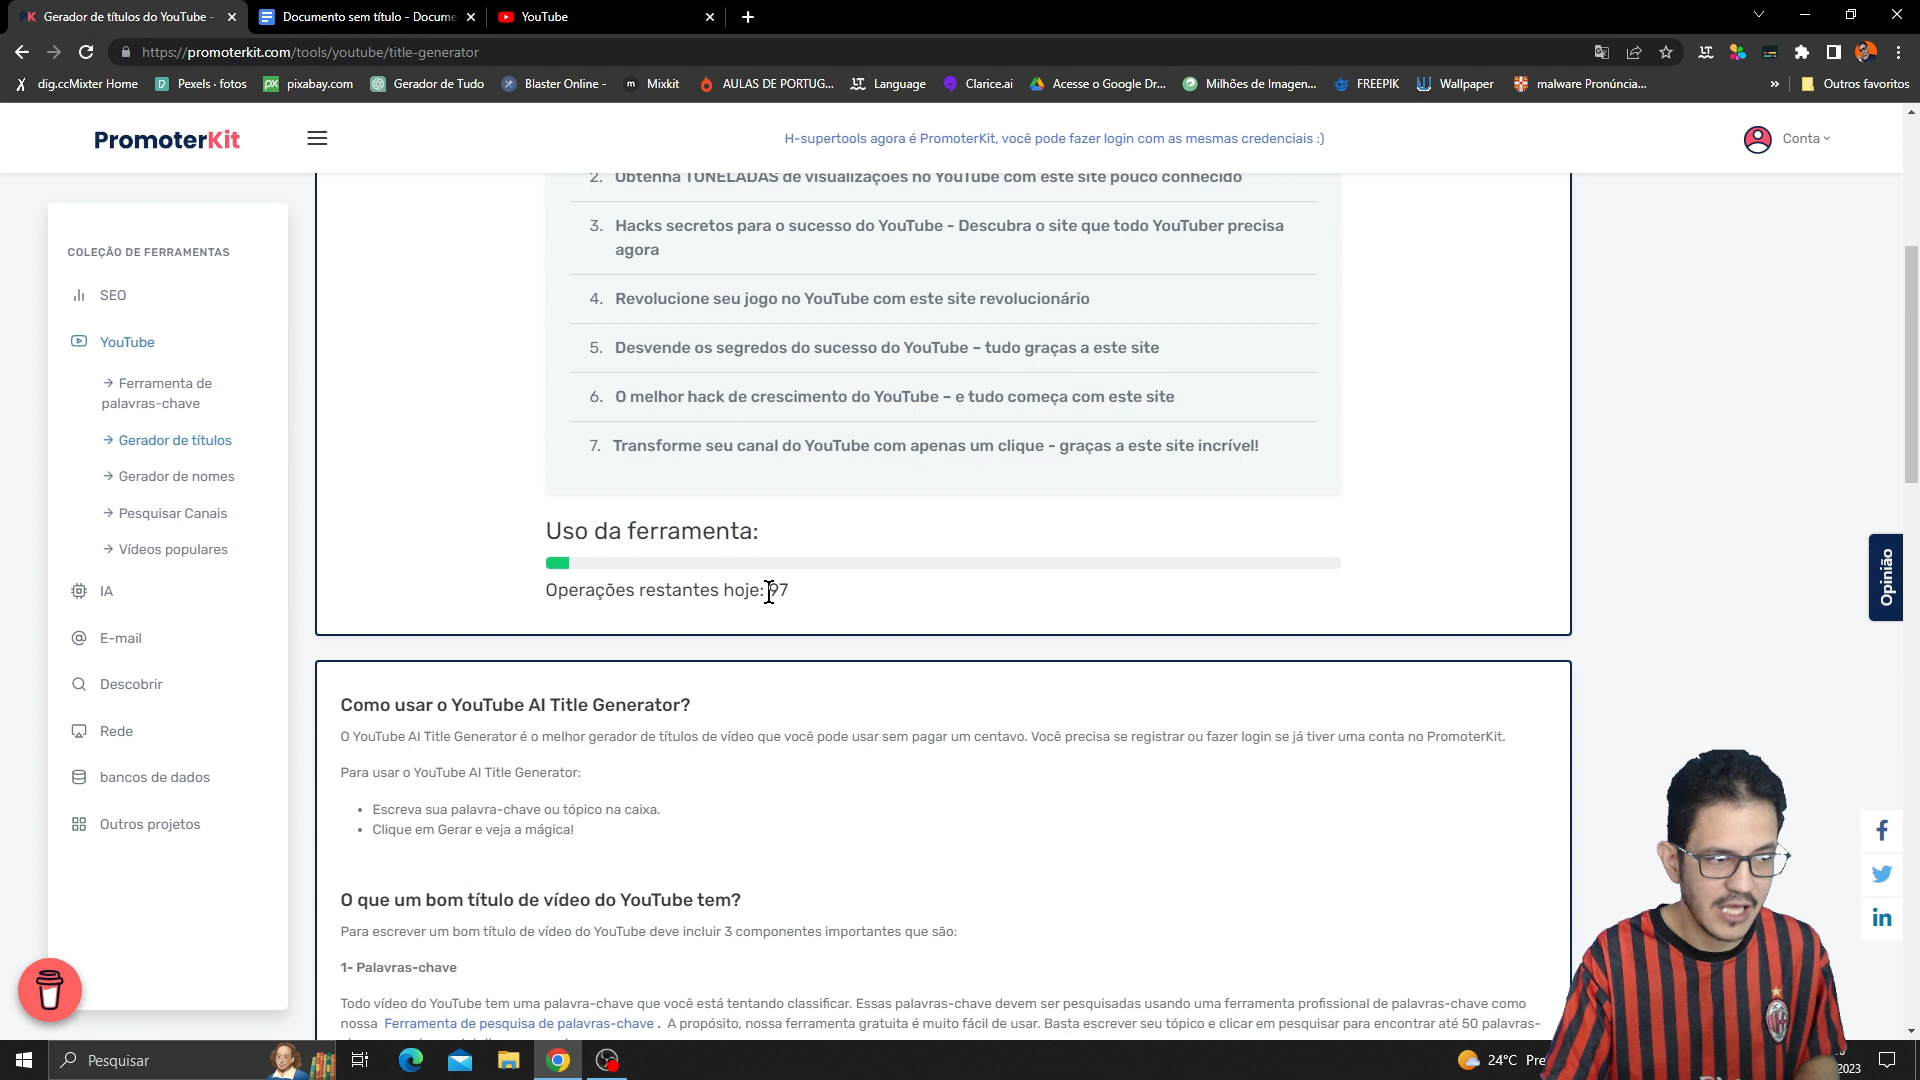 Gerador de títulos do YouTube -
Documento sem título - Docume
YouTube
https://promoterkit.com/tools/youtube/title-generator
dig.ccMixter Home
Pexels · fotos
pixabay.com
Gerador de Tudo
Blaster Online -
Mixkit
AULAS DE PORTUG...
Language
Clarice.ai
Acesse o Google Dr...
Milhões de Imagen...
FREEPIK
Wallpaper
malware Pronúncia...
»
Outros favoritos
PromoterKit
H-supertools agora é PromoterKit, você pode fazer login com as mesmas credenciais :)
Conta
COLEÇÃO DE FERRAMENTAS
SEO
YouTube
→ Ferramenta de
palavras-chave
→ Gerador de títulos
→ Gerador de nomes
→ Pesquisar Canais
→ Vídeos populares
IA
E-mail
Descobrir
Rede
bancos de dados
Outros projetos
2. Obtenha TONELADAS de visualizações no YouTube com este site pouco conhecido
3. Hacks secretos para o sucesso do YouTube - Descubra o site que todo YouTuber precisa
agora
4. Revolucione seu jogo no YouTube com este site revolucionário
5. Desvende os segredos do sucesso do YouTube – tudo graças a este site
6. O melhor hack de crescimento do YouTube – e tudo começa com este site
7. Transforme seu canal do YouTube com apenas um clique - graças a este site incrível!
Uso da ferramenta:
Operações restantes hoje: 97
Opinião
Como usar o YouTube AI Title Generator?
O YouTube AI Title Generator é o melhor gerador de títulos de vídeo que você pode usar sem pagar um centavo. Você precisa se registrar ou fazer login se já tiver uma conta no PromoterKit.
Para usar o YouTube AI Title Generator:
• Escreva sua palavra-chave ou tópico na caixa.
• Clique em Gerar e veja a mágica!
O que um bom título de vídeo do YouTube tem?
Para escrever um bom título de vídeo do YouTube deve incluir 3 componentes importantes que são:
1- Palavras-chave
Todo vídeo do YouTube tem uma palavra-chave que você está tentando classificar. Essas palavras-chave devem ser pesquisadas usando uma ferramenta profissional de palavras-chave como
nossa Ferramenta de pesquisa de palavras-chave . A propósito, nossa ferramenta gratuita é muito fácil de usar. Basta escrever seu tópico e clicar em pesquisar para encontrar até 50 palavras-
Pesquisar
24°C
2023